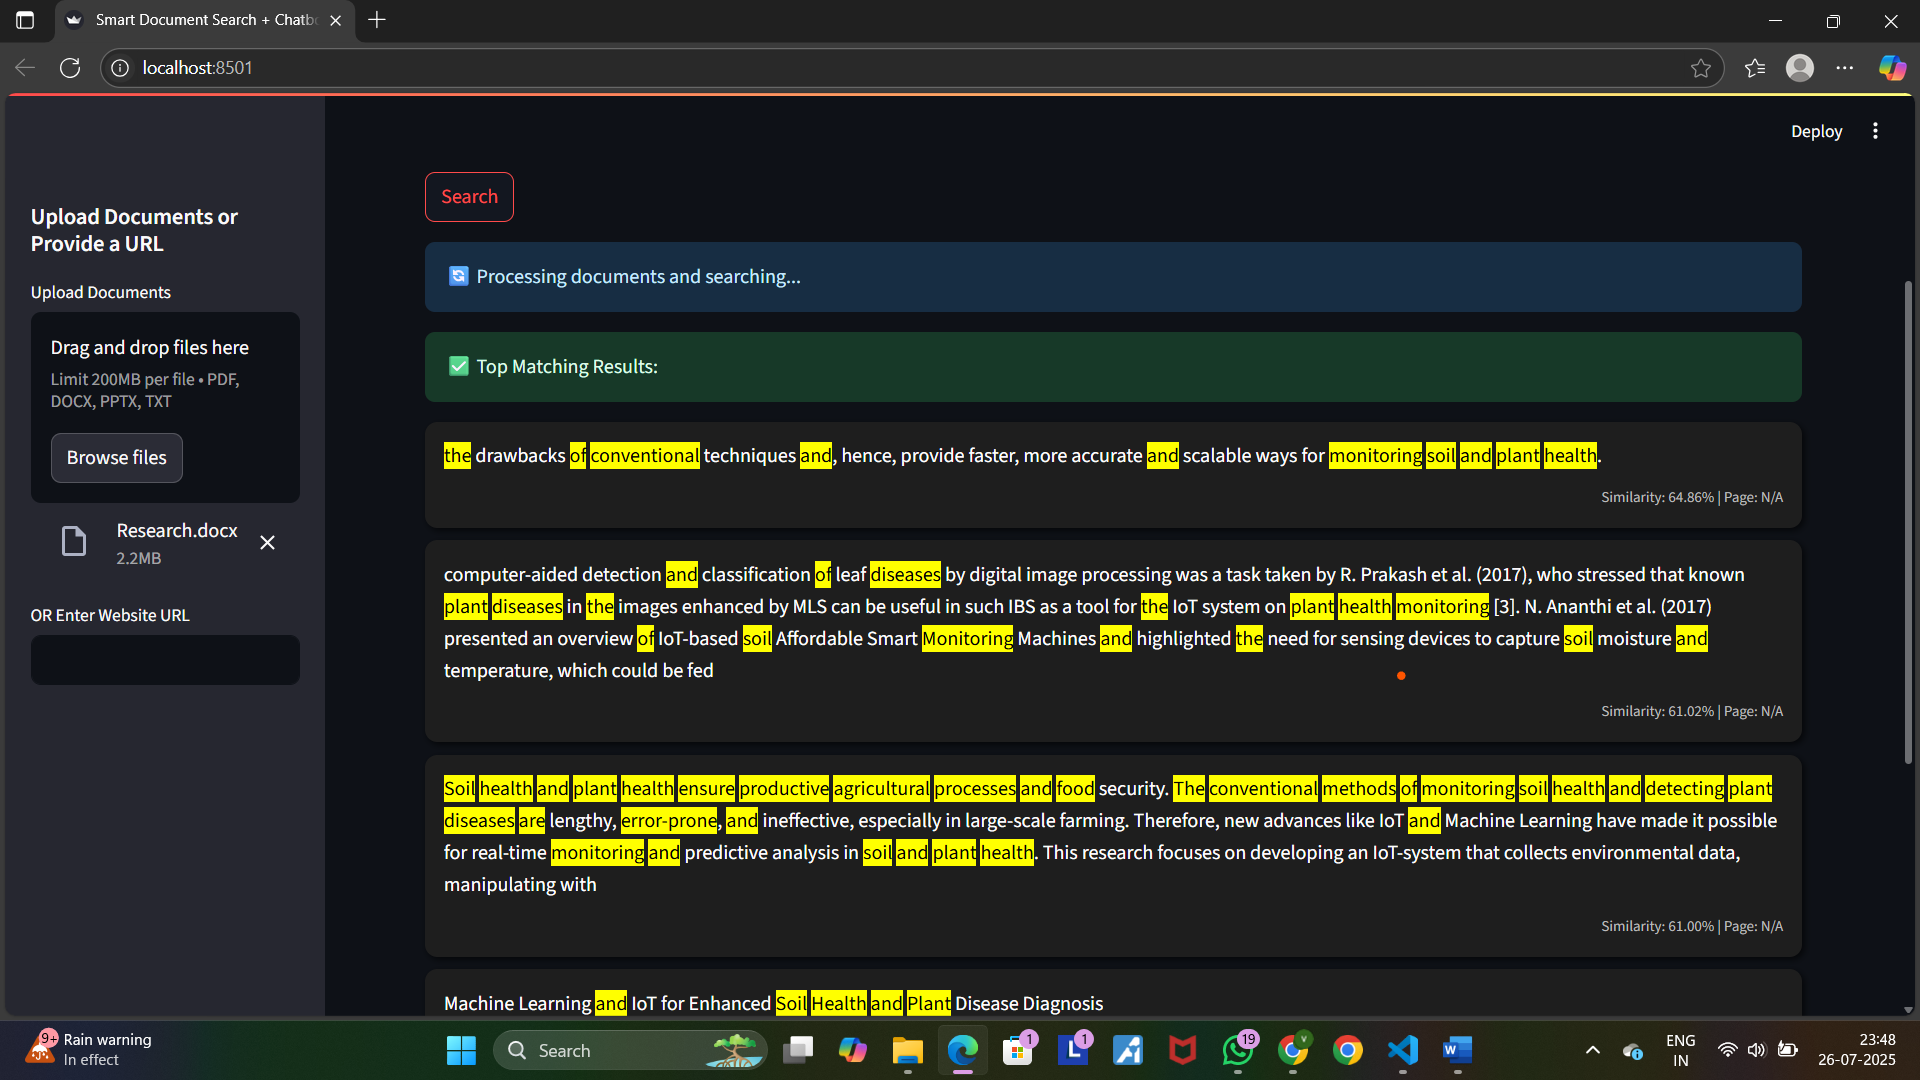 Smart Document Search + Chatb
localhost:8501
Deploy
Upload Documents or
Provide a URL
Upload Documents
Drag and drop files here
Limit 200MB per file • PDF,
DOCX, PPTX, TXT
Browse files
Research.docx
2.2MB
OR Enter Website URL
Search
Processing documents and searching...
Top Matching Results:
the drawbacks of conventional techniques and, hence, provide faster, more accurate and scalable ways for monitoring soil and plant health.
Similarity: 64.86% | Page: N/A
computer-aided detection and classification of leaf diseases by digital image processing was a task taken by R. Prakash et al. (2017), who stressed that known
plant diseases in the images enhanced by MLS can be useful in such IBS as a tool for the IoT system on plant health monitoring [3]. N. Ananthi et al. (2017)
presented an overview of IoT-based soil Affordable Smart Monitoring Machines and highlighted the need for sensing devices to capture soil moisture and
temperature, which could be fed
Similarity: 61.02% | Page: N/A
Soil health and plant health ensure productive agricultural processes and food security. The conventional methods of monitoring soil health and detecting plant
diseases are lengthy, error-prone, and ineffective, especially in large-scale farming. Therefore, new advances like IoT and Machine Learning have made it possible
for real-time monitoring and predictive analysis in soil and plant health. This research focuses on developing an IoT-system that collects environmental data,
manipulating with
Similarity: 61.00% | Page: N/A
Machine Learning and IoT for Enhanced Soil Health and Plant Disease Diagnosis
9+
Rain warning
In effect
Search
1
L
1
19
v
W
ENG
IN
23:48
26-07-2025